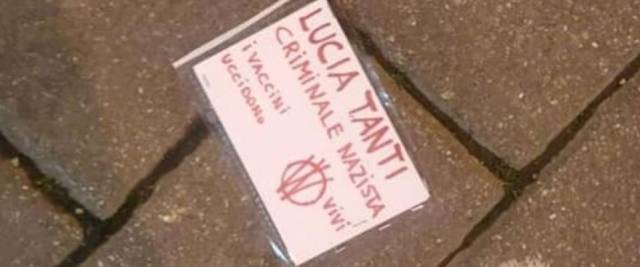 LUCIA TANTI
CRIMINALE NAZISTA
i VACCINI
UCCIDONO
VIVI